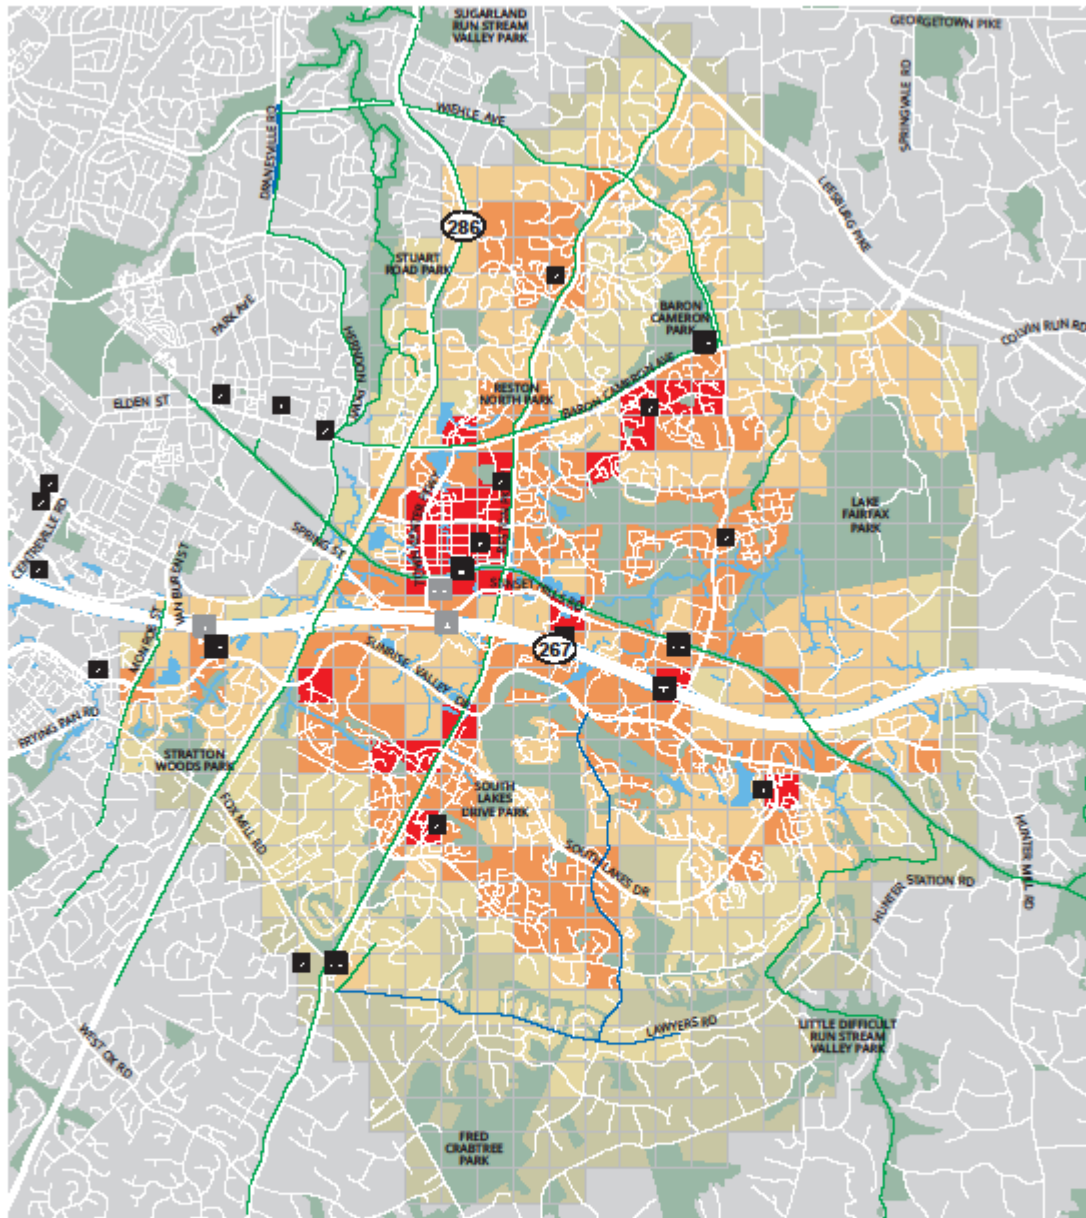 SUGARLAND
RUN STREAM
VALLEY PARK
GEORGETOWN PIKE
SPRINGVALE RD
WIEHLE AVE
DRANESVILLE RD
LEESBURG PIKE
286
STUART
ROAD PARK
PARK AVE
BARON
CAMERON
PARK
COLVIN RUN RD
HERNDON PKWY
ELDEN ST
RESTON
NORTH PARK
BARON CAMERON AVE
LAKE
FAIRFAX
PARK
CENTREVILLE RD
SPRING ST
VAN BUREN ST
SUNSET HILLS RD
MONROE ST
267
SUNRISE VALLEY DR
FRYING PAN RD
STRATTON
WOODS PARK
SOUTH
LAKES
DRIVE PARK
FOX MILL RD
SOUTH LAKES DR
HUNTER MILL RD
HUNTER STATION RD
LAWYERS RD
LITTLE DIFFICULT
RUN STREAM
VALLEY PARK
WEST OX RD
FRED
CRABTREE
PARK